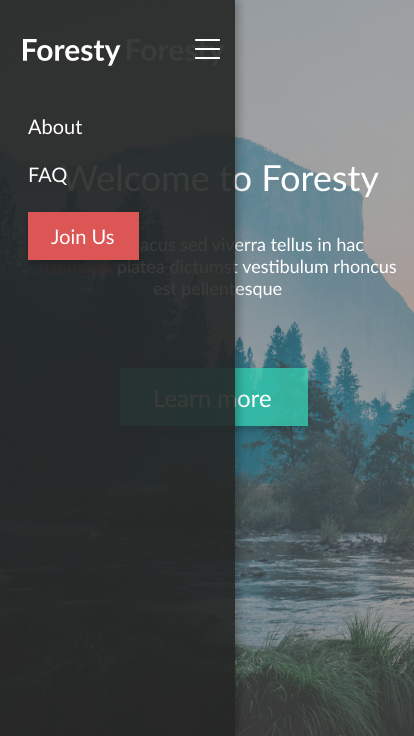 Foresty Foresty
About
FAQ
Welcome to Foresty
Join Us
lacus sed viverra tellus in hac
platea dictumst vestibulum rhoncus
est pellentesque
Learn more